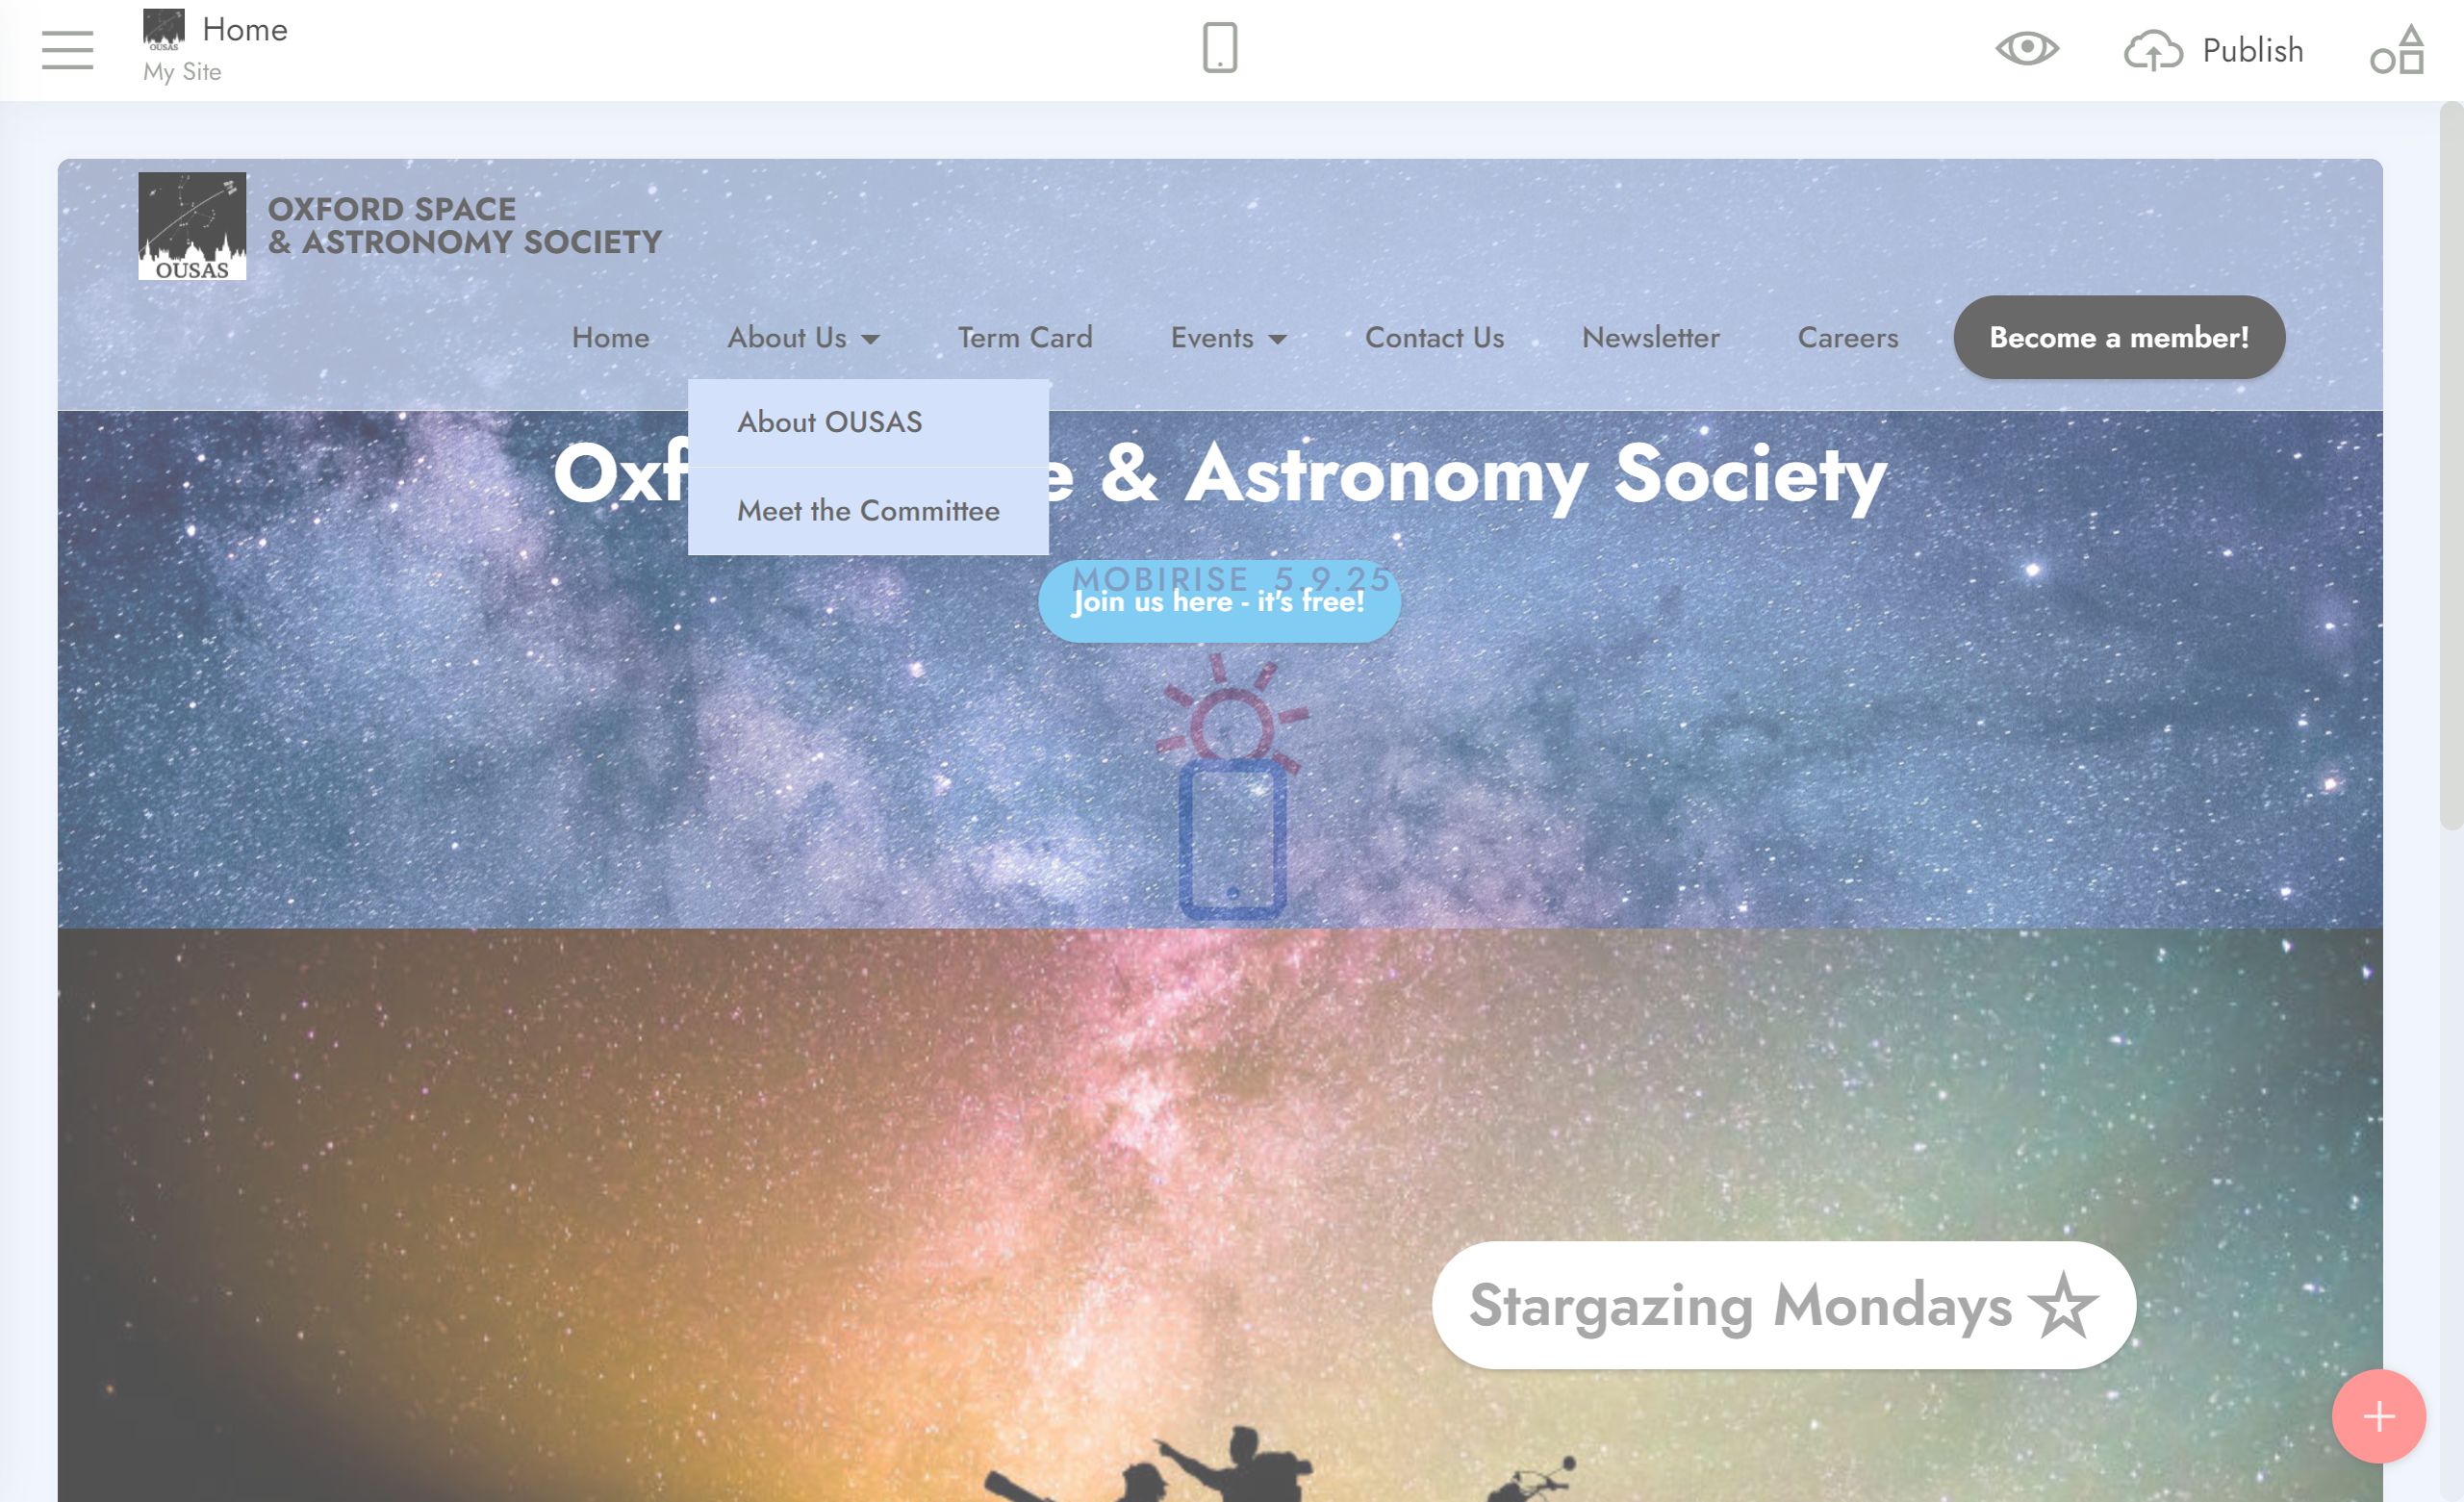 Home
My Site
Publish
OUSAS
OUSAS
OXFORD SPACE
& ASTRONOMY SOCIETY
Home About Us Term Card Events Contact Us Newsletter Careers Become a member!
About OUSAS
Meet the Committee
& Astronomy Society
MOBIRISE 5.9.25
Join us here - it's free!
Stargazing Mondays